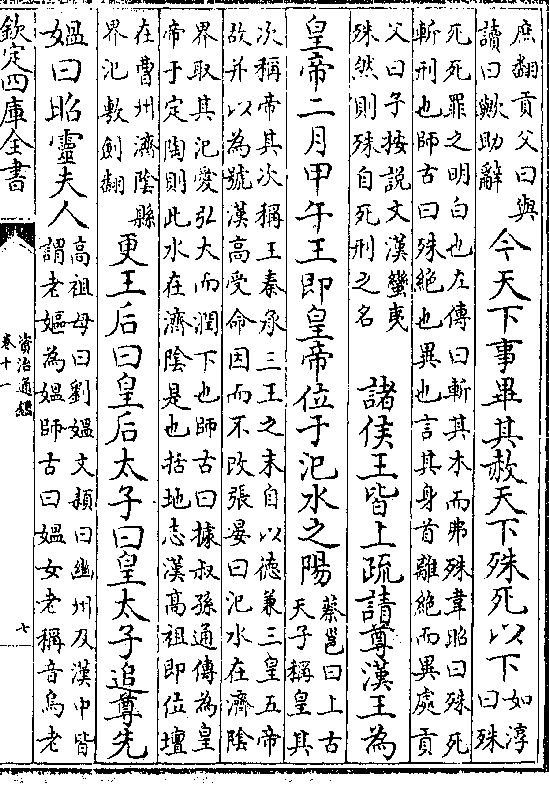 庶翻貢父曰與
讀曰歟助辭
今天下事畢其赦天下殊死以下
如淳
曰殊
死死罪之明白也左傳曰斬其木而弗殊韋昭曰殊死
斬刑也師古曰殊絶也異也言其身首離絶而異處貢
父曰予按說文漢蠻夷
殊然則殊自死刑之名
諸侯王皆上疏請尊漢王為
皇帝二月甲午王即皇帝位于汜水之陽
蔡邕曰上古
天子稱皇其
次稱帝其次稱王秦承三王之末自以德兼三皇五帝
故并以為號漢高受命因而不改張晏曰汜水在濟陰
界取其汜愛弘大而潤下也師古曰據叔孫通傳為皇
帝于定陶則此水在濟陰是也括地志漢高祖即位壇
在曹州濟陰縣
界汜敷劍翻
更王后曰皇后太子曰皇太子追尊先
媼曰昭靈夫人
高祖母曰劉媼文穎曰幽州及漢中皆
謂老嫗為媼師古曰媼女老稱音烏老
欽定四庫全書
資治通鑑
卷十一
七